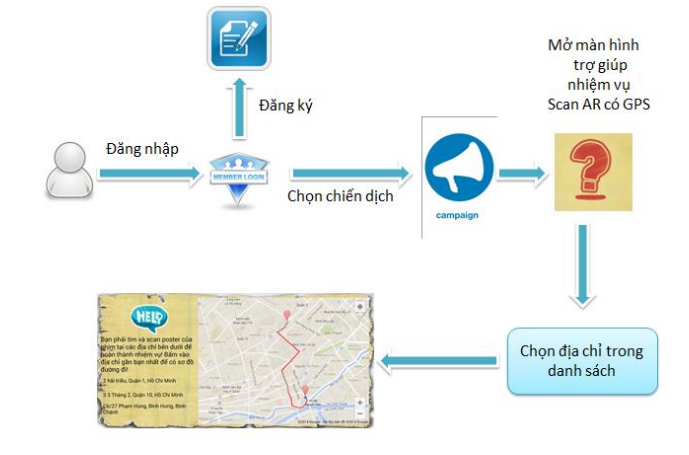 Mở màn hình
trợ giúp
nhiệm vụ
Scan AR có GPS
Đăng ký
Đăng nhập
MEMBER LOGIN
Chọn chiến dịch
campaign
Chọn địa chỉ trong
danh sách
HELP
Bạn phải tìm và scan poster của
phim tại các địa chỉ bên dưới để
hoàn thành nhiệm vụ! Bấm vào
địa chỉ gần bạn nhất để có sơ đồ
đường đi!
2 hải triều, Quận 1, Hồ Chí Minh
3 3 Tháng 2, Quận 10, Hồ Chí Minh
C6/27 Phạm Hùng, Bình Hưng, Bình
Chánh